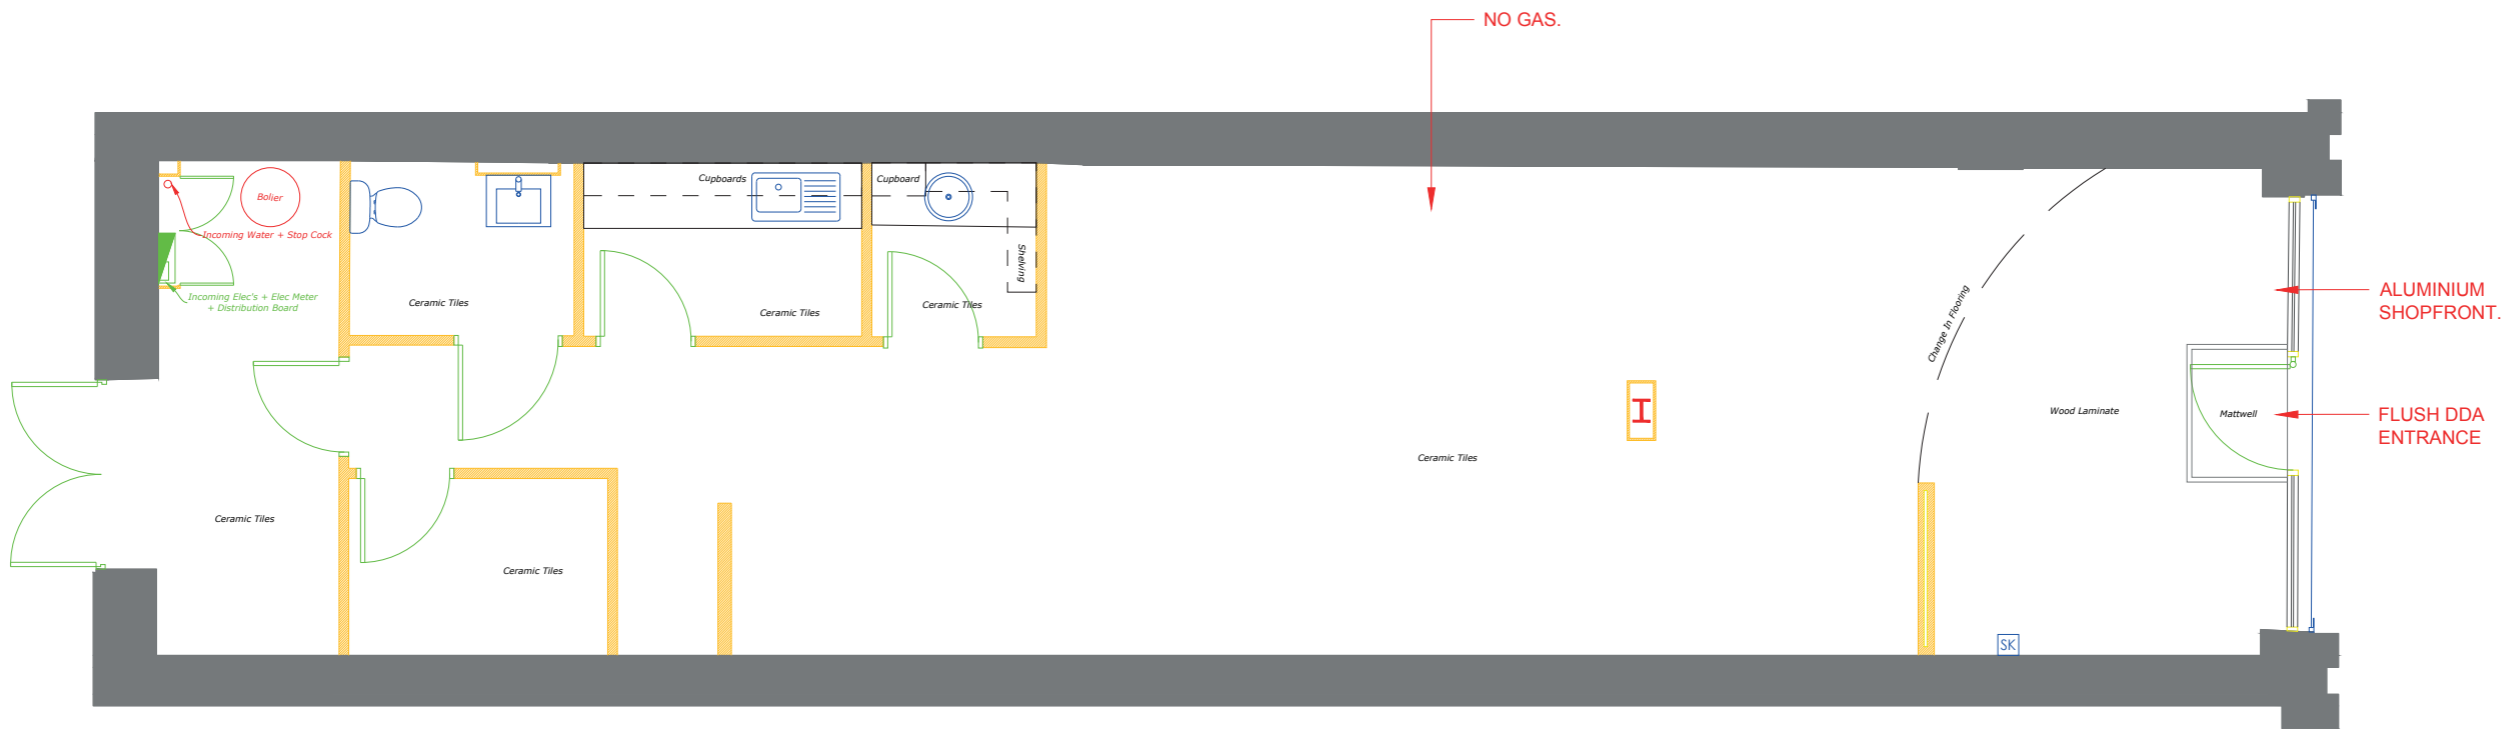 NO GAS.
Bolier
Incoming Water + Stop Cock
Incoming Elec's + Elec Meter
+ Distribution Board
Ceramic Tiles
Cupboards
Ceramic Tiles
Cupboard
Shelving
Ceramic Tiles
Change In Flooring
ALUMINIUM
SHOPFRONT.
Wood Laminate
Mattwell
FLUSH DDA
ENTRANCE
I
Ceramic Tiles
Ceramic Tiles
Ceramic Tiles
SK